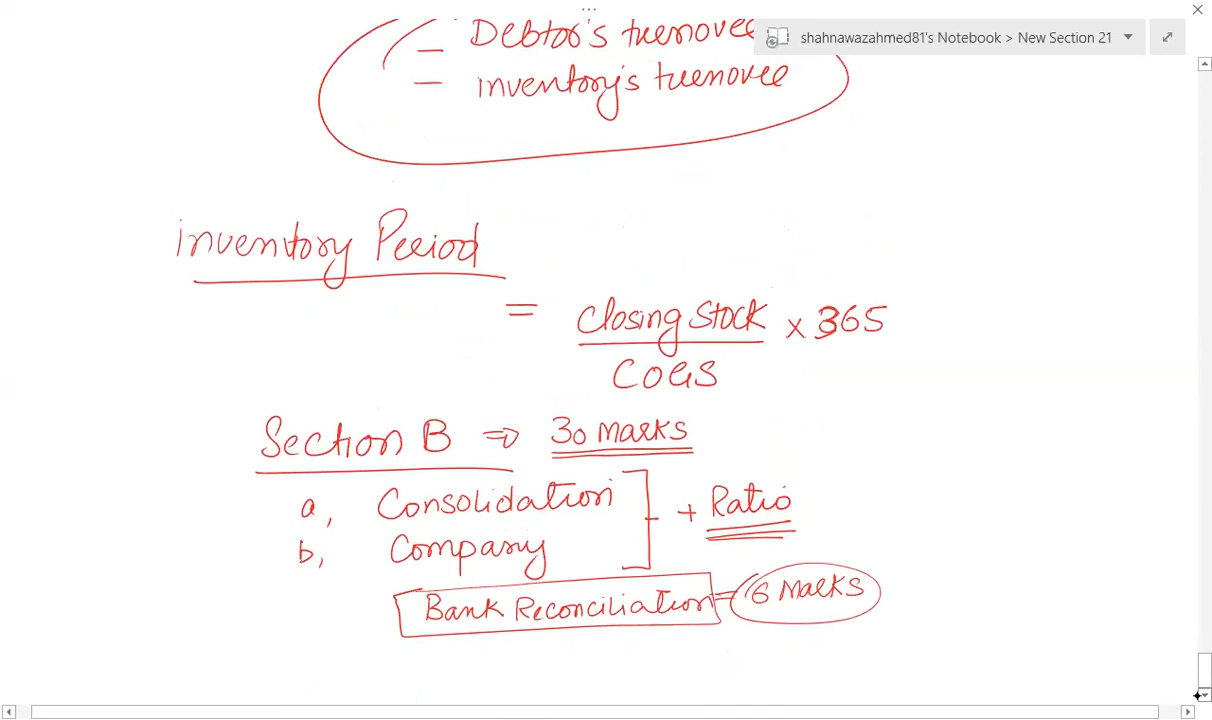 ...
- Debtor's turnove
shahnawazahmed81's Notebook > New Section 21
- inventory's turnover
inventory Period
= Closing Stock × 365
COGS
Section B ⇒ 30 Marks
a, Consolidation
+ Ratio
b, Company
Bank Reconciliation = 6 Marks